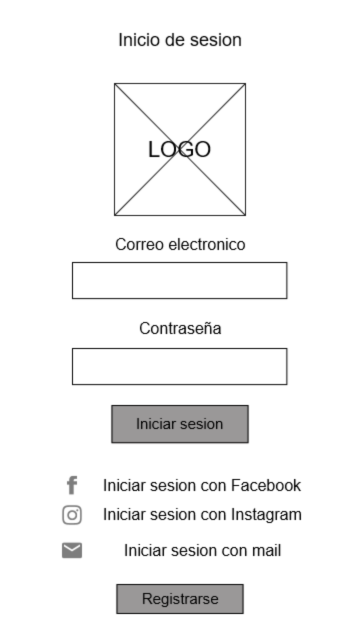 Inicio de sesion
LOGO
Correo electronico
Contraseña
Iniciar sesion
Iniciar sesion con Facebook
Iniciar sesion con Instagram
Iniciar sesion con mail
Registrarse